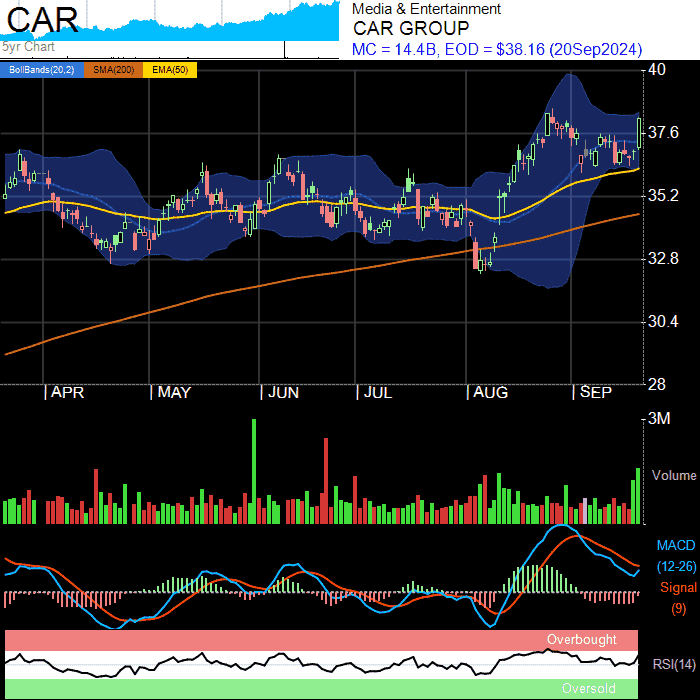 CAR
5yr Chart
Media & Entertainment
CAR GROUP
MC = 14.4B, EOD = $38.16 (20Sep2024)
BollBands(20,2) SMA(200) EMA(50)
40
37.6
35.2
32.8
30.4
28
APR MAY JUN JUL AUG SEP
3M
Volume
MACD
(12-26)
Signal
(9)
Overbought
RSI(14)
Oversold